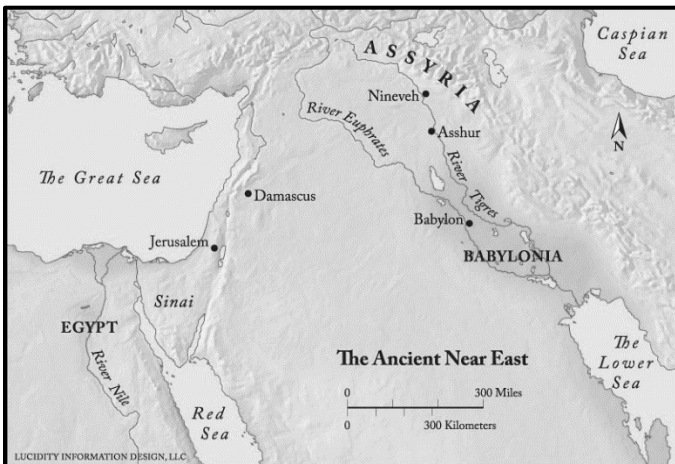 Caspian
Sea
ASSYRIA
Nineveh
Asshur
N
River Euphrates
River
Tigres
The Great Sea
Damascus
Babylon
BABYLONIA
Jerusalem
Sinai
EGYPT
River Nile
The
Lower
Sea
The Ancient Near East
0 300 Miles
0 300 Kilometers
Red
Sea
LUCIDITY INFORMATION DESIGN, LLC